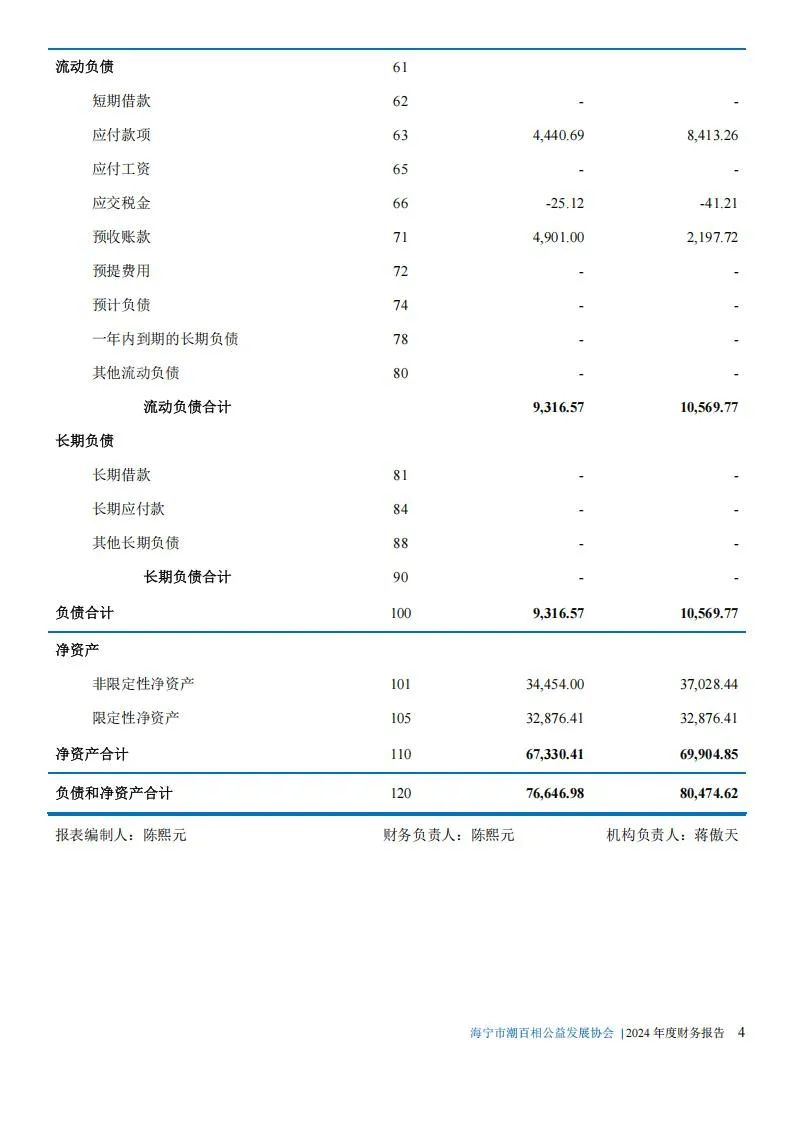 流动负债 61
短期借款 62 - -
应付款项 63 4,440.69 8,413.26
应付工资 65 - -
应交税金 66 -25.12 -41.21
预收账款 71 4,901.00 2,197.72
预提费用 72 - -
预计负债 74 - -
一年内到期的长期负债 78 - -
其他流动负债 80 - -
流动负债合计 9,316.57 10,569.77
长期负债
长期借款 81 - -
长期应付款 84 - -
其他长期负债 88 - -
长期负债合计 90 - -
负债合计 100 9,316.57 10,569.77
净资产
非限定性净资产 101 34,454.00 37,028.44
限定性净资产 105 32,876.41 32,876.41
净资产合计 110 67,330.41 69,904.85
负债和净资产合计 120 76,646.98 80,474.62
报表编制人：陈熙元 财务负责人：陈熙元 机构负责人：蒋傲天
海宁市潮百相公益发展协会 |2024 年度财务报告 4